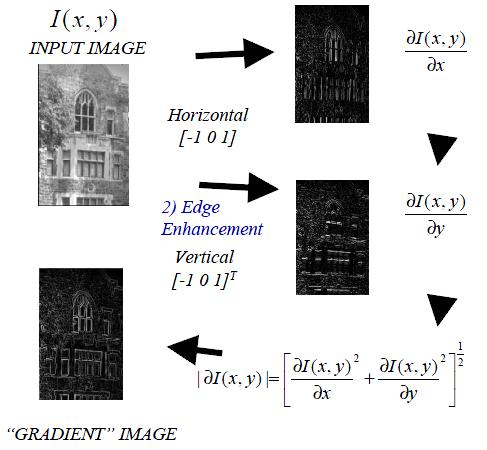 I(x, y)
INPUT IMAGE
∂I(x, y)
∂x
Horizontal
[-1 0 1]
2) Edge
Enhancement
∂I(x, y)
∂y
Vertical
[-1 0 1]ᵀ
|∂I(x, y)|=[∂I(x, y)²/∂x + ∂I(x, y)²/∂y]^(1/2)
“GRADIENT” IMAGE